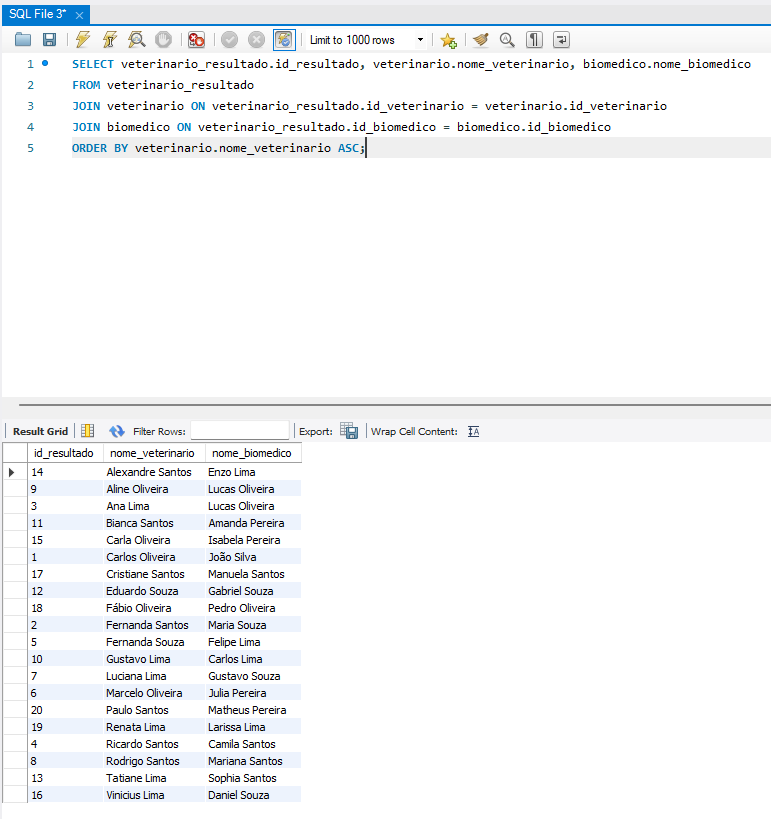 SQL File 3*
Limit to 1000 rows
1 SELECT veterinario_resultado.id_resultado, veterinario.nome_veterinario, biomedico.nome_biomedico
2 FROM veterinario_resultado
3 JOIN veterinario ON veterinario_resultado.id_veterinario = veterinario.id_veterinario
4 JOIN biomedico ON veterinario_resultado.id_biomedico = biomedico.id_biomedico
5 ORDER BY veterinario.nome_veterinario ASC;
Result Grid Filter Rows: Export: Wrap Cell Content:
id_resultado nome_veterinario nome_biomedico
14 Alexandre Santos Enzo Lima
9 Aline Oliveira Lucas Oliveira
3 Ana Lima Lucas Oliveira
11 Bianca Santos Amanda Pereira
15 Carla Oliveira Isabela Pereira
1 Carlos Oliveira João Silva
17 Cristiane Santos Manuela Santos
12 Eduardo Souza Gabriel Souza
18 Fábio Oliveira Pedro Oliveira
2 Fernanda Santos Maria Souza
5 Fernanda Souza Felipe Lima
10 Gustavo Lima Carlos Lima
7 Luciana Lima Gustavo Souza
6 Marcelo Oliveira Julia Pereira
20 Paulo Santos Matheus Pereira
19 Renata Lima Larissa Lima
4 Ricardo Santos Camila Santos
8 Rodrigo Santos Mariana Santos
13 Tatiane Lima Sophia Santos
16 Vinicius Lima Daniel Souza